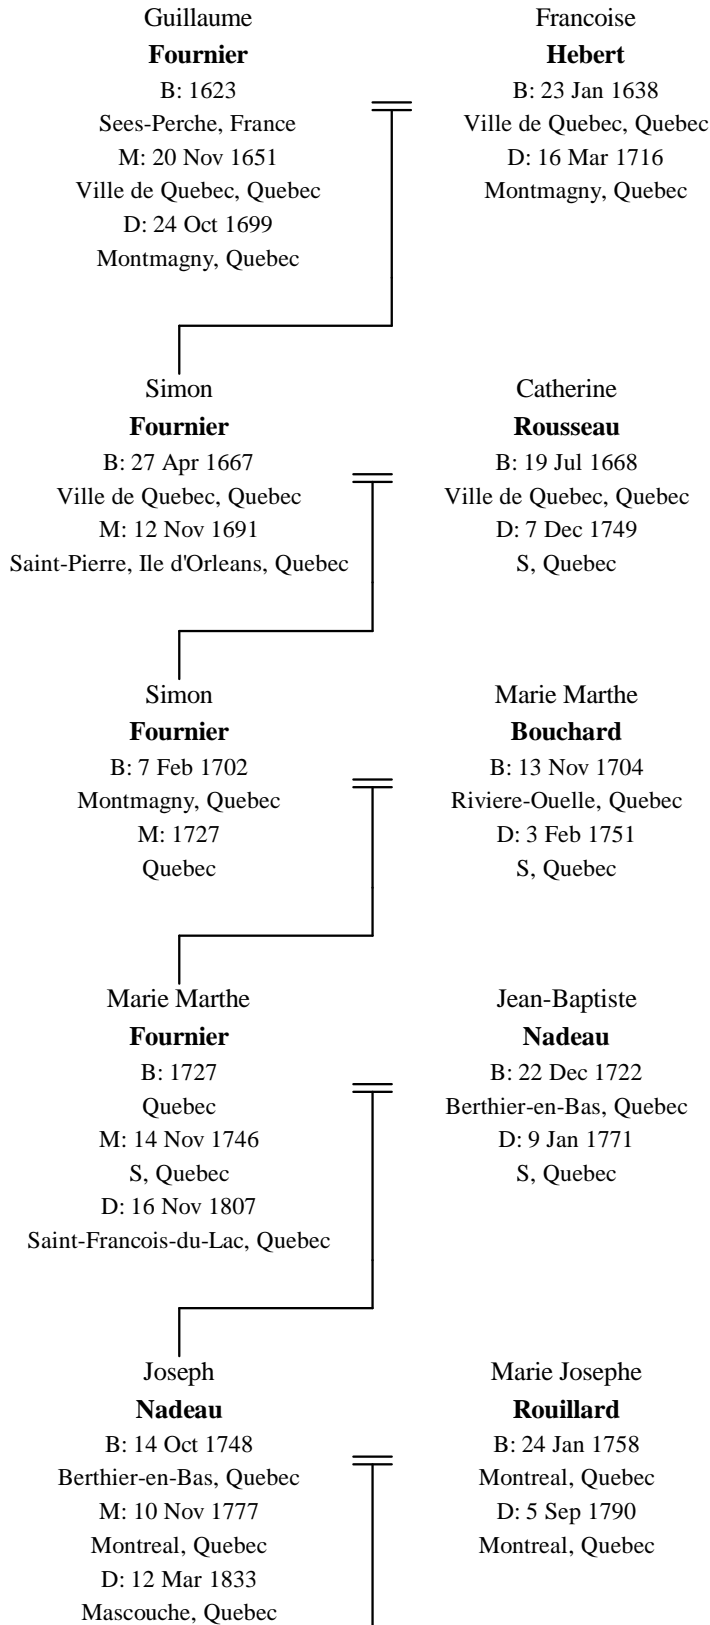 Guillaume
Fournier
B: 1623
Sees-Perche, France
M: 20 Nov 1651
Ville de Quebec, Quebec
D: 24 Oct 1699
Montmagny, Quebec
Francoise
Hebert
B: 23 Jan 1638
Ville de Quebec, Quebec
D: 16 Mar 1716
Montmagny, Quebec
Simon
Fournier
B: 27 Apr 1667
Ville de Quebec, Quebec
M: 12 Nov 1691
Saint-Pierre, Ile d'Orleans, Quebec
Catherine
Rousseau
B: 19 Jul 1668
Ville de Quebec, Quebec
D: 7 Dec 1749
S, Quebec
Simon
Fournier
B: 7 Feb 1702
Montmagny, Quebec
M: 1727
Quebec
Marie Marthe
Bouchard
B: 13 Nov 1704
Riviere-Ouelle, Quebec
D: 3 Feb 1751
S, Quebec
Marie Marthe
Fournier
B: 1727
Quebec
M: 14 Nov 1746
S, Quebec
D: 16 Nov 1807
Saint-Francois-du-Lac, Quebec
Jean-Baptiste
Nadeau
B: 22 Dec 1722
Berthier-en-Bas, Quebec
D: 9 Jan 1771
S, Quebec
Joseph
Nadeau
B: 14 Oct 1748
Berthier-en-Bas, Quebec
M: 10 Nov 1777
Montreal, Quebec
D: 12 Mar 1833
Mascouche, Quebec
Marie Josephe
Rouillard
B: 24 Jan 1758
Montreal, Quebec
D: 5 Sep 1790
Montreal, Quebec